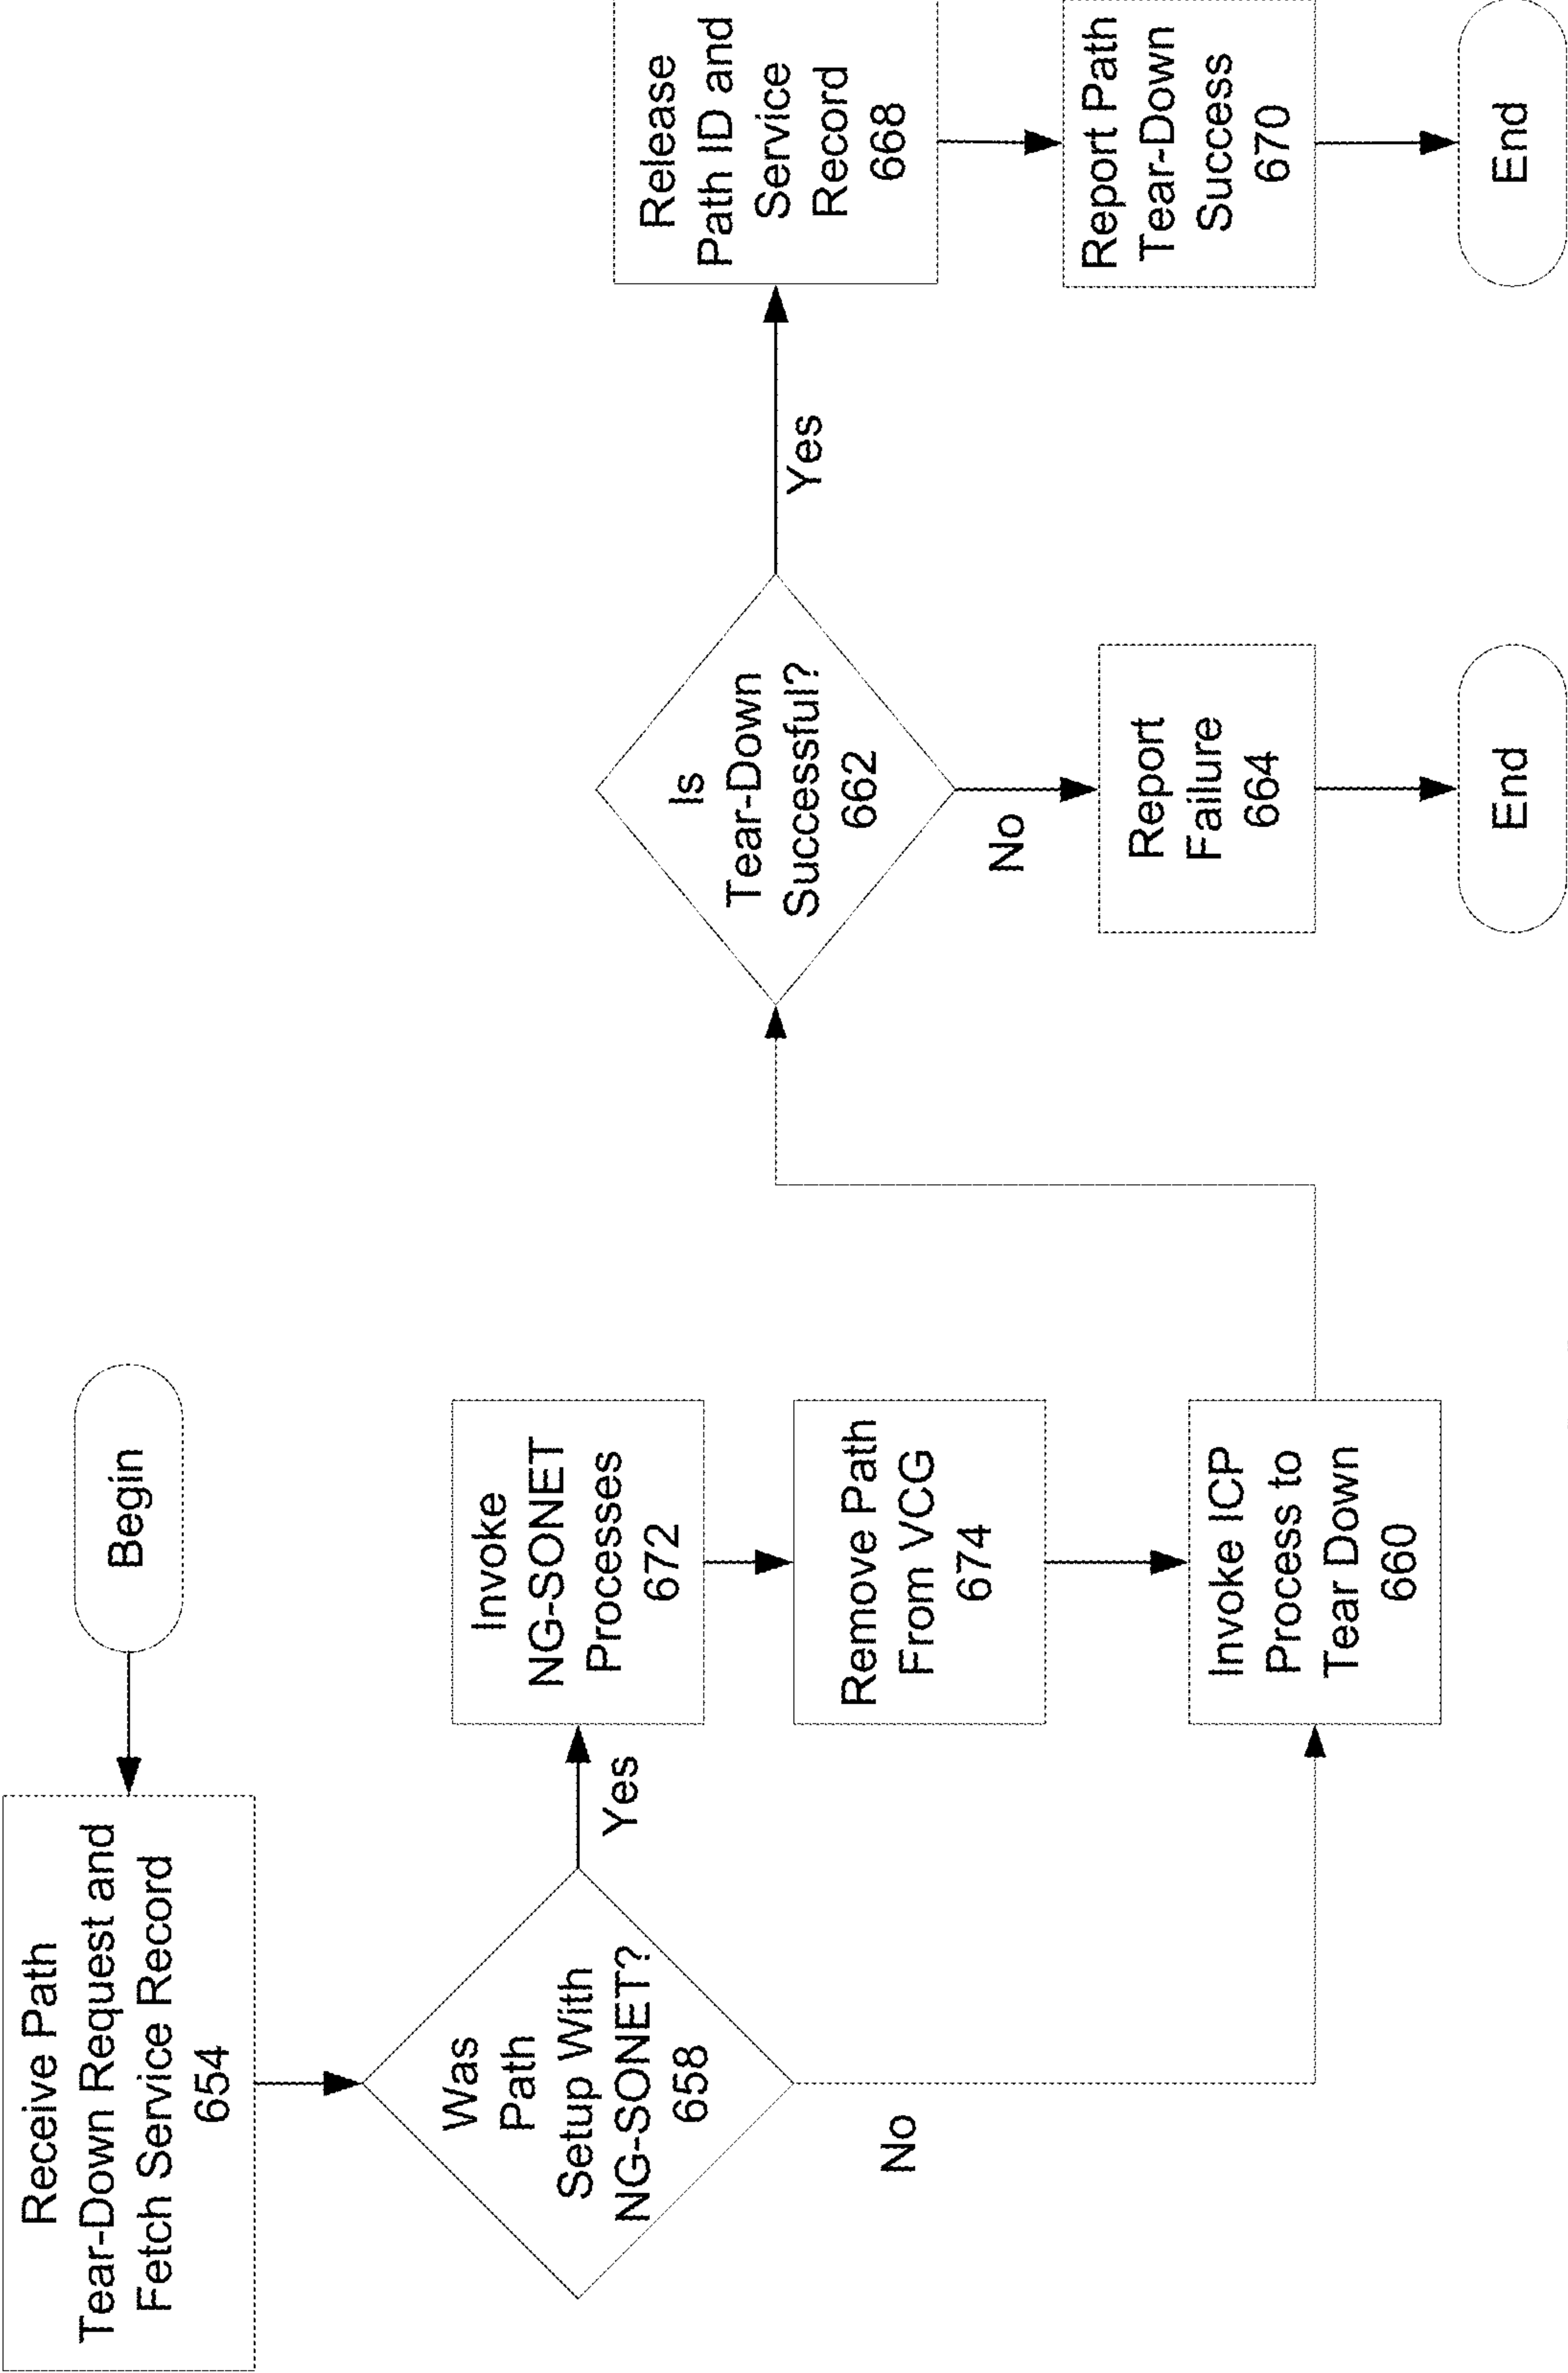 Begin
Receive Path
Tear-Down Request and
Fetch Service Record
654
Was
Path
Setup With
NG-SONET?
658
Yes
No
Invoke
NG-SONET
Processes
672
Remove Path
From VCG
674
Invoke ICP
Process to
Tear Down
660
Is
Tear-Down
Successful?
662
No
Yes
Report
Failure
664
End
Release
Path ID and
Service
Record
668
Report Path
Tear-Down
Success
670
End